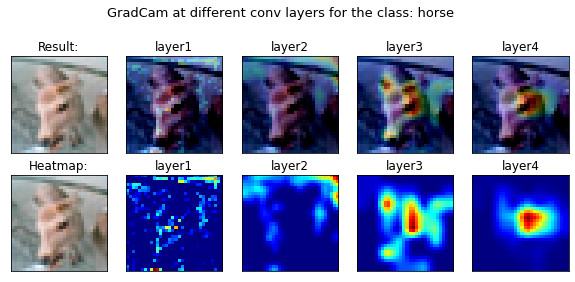 GradCam at different conv layers for the class: horse
Result: layer1 layer2 layer3 layer4
Heatmap: layer1 layer2 layer3 layer4